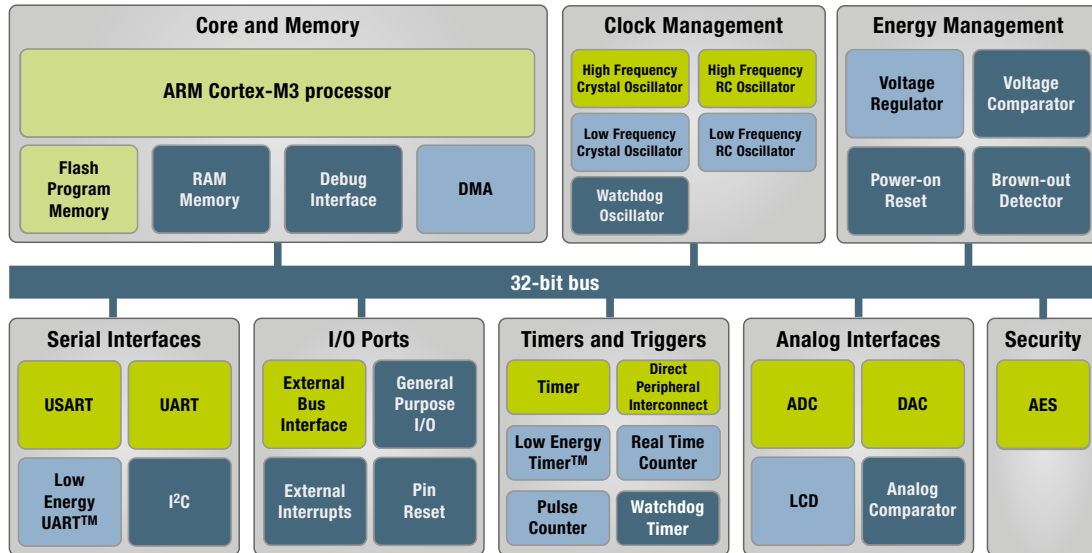 Core and Memory
ARM Cortex-M3 processor
Flash
Program
Memory
RAM
Memory
Debug
Interface
DMA
Clock Management
High Frequency
Crystal Oscillator
High Frequency
RC Oscillator
Low Frequency
Crystal Oscillator
Low Frequency
RC Oscillator
Watchdog
Oscillator
Energy Management
Voltage
Regulator
Voltage
Comparator
Power-on
Reset
Brown-out
Detector
32-bit bus
Serial Interfaces
USART
UART
Low
Energy
UART™
I²C
I/O Ports
External
Bus
Interface
General
Purpose
I/O
External
Interrupts
Pin
Reset
Timers and Triggers
Timer
Direct
Peripheral
Interconnect
Low Energy
Timer™
Real Time
Counter
Pulse
Counter
Watchdog
Timer
Analog Interfaces
ADC
DAC
LCD
Analog
Comparator
Security
AES